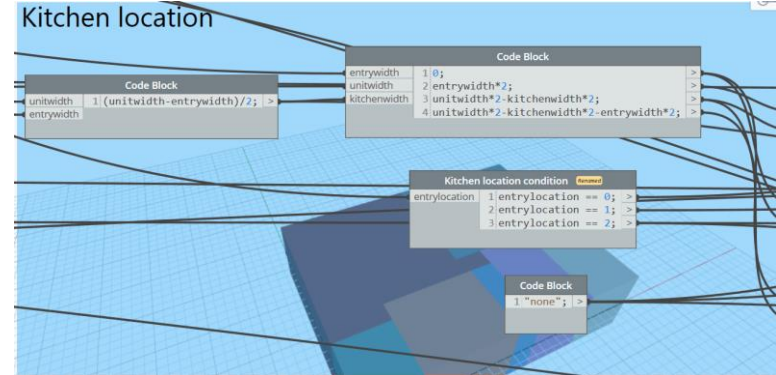 Kitchen location
Code Block
entrywidth
unitwidth
kitchenwidth
1 0; >
2 entrywidth*2; >
3 unitwidth*2-kitchenwidth*2; >
4 unitwidth*2-kitchenwidth*2-entrywidth*2; >
Code Block
unitwidth
entrywidth
1 (unitwidth-entrywidth)/2; >
Kitchen location condition Renamed
entrylocation
1 entrylocation == 0; >
2 entrylocation == 1; >
3 entrylocation == 2; >
Code Block
1 "none"; >